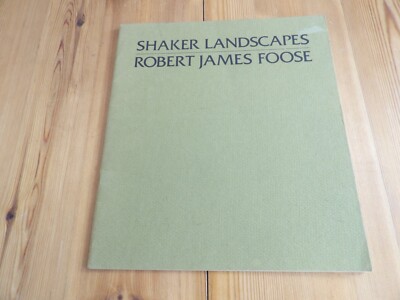 SHAKER LANDSCAPES
ROBERT JAMES FOOSE